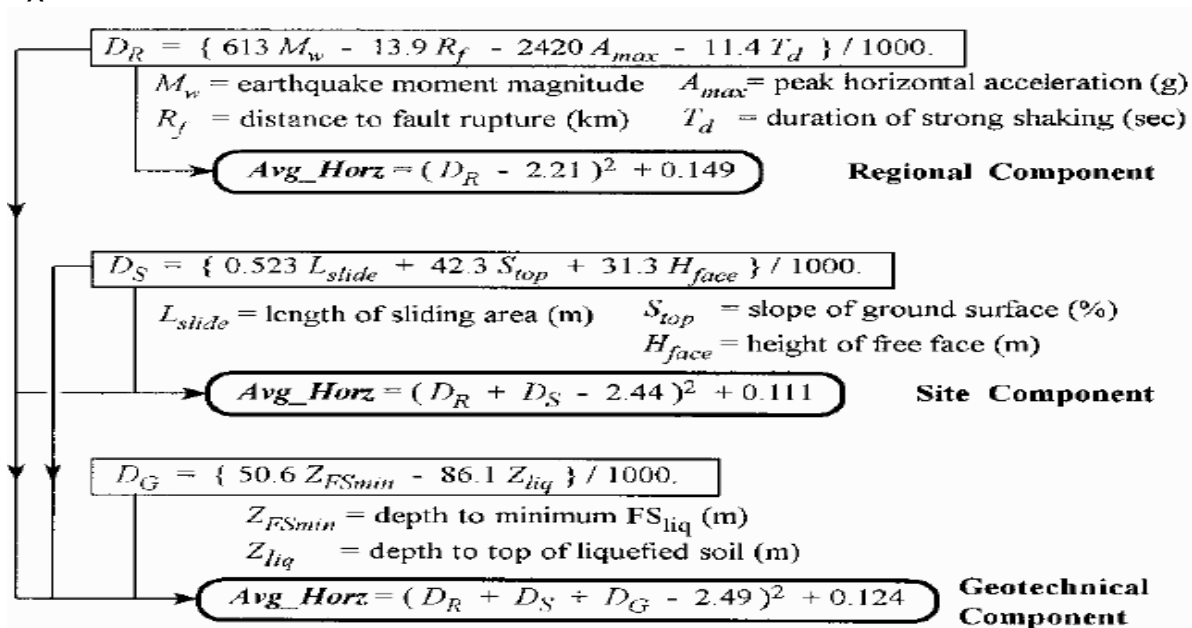 D_R = { 613 M_w - 13.9 R_f - 2420 A_max - 11.4 T_d } / 1000.
M_w = earthquake moment magnitude A_max = peak horizontal acceleration (g)
R_f = distance to fault rupture (km) T_d = duration of strong shaking (sec)
Avg_Horz = ( D_R - 2.21 )² + 0.149 Regional Component
D_S = { 0.523 L_slide + 42.3 S_top + 31.3 H_face } / 1000.
L_slide = length of sliding area (m) S_top = slope of ground surface (%)
H_face = height of free face (m)
Avg_Horz = ( D_R + D_S - 2.44 )² + 0.111 Site Component
D_G = { 50.6 Z_FSmin - 86.1 Z_liq } / 1000.
Z_FSmin = depth to minimum FS_liq (m)
Z_liq = depth to top of liquefied soil (m)
Avg_Horz = ( D_R + D_S + D_G - 2.49 )² + 0.124 Geotechnical
Component